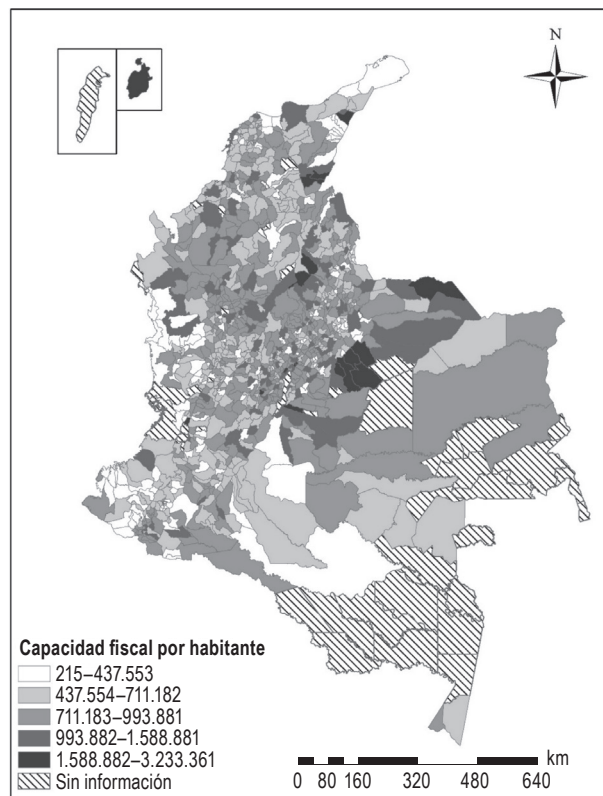 N
Capacidad fiscal por habitante
215–437.553
437.554–711.182
711.183–993.881
993.882–1.588.881
1.588.882–3.233.361
Sin información
km
0 80 160 320 480 640